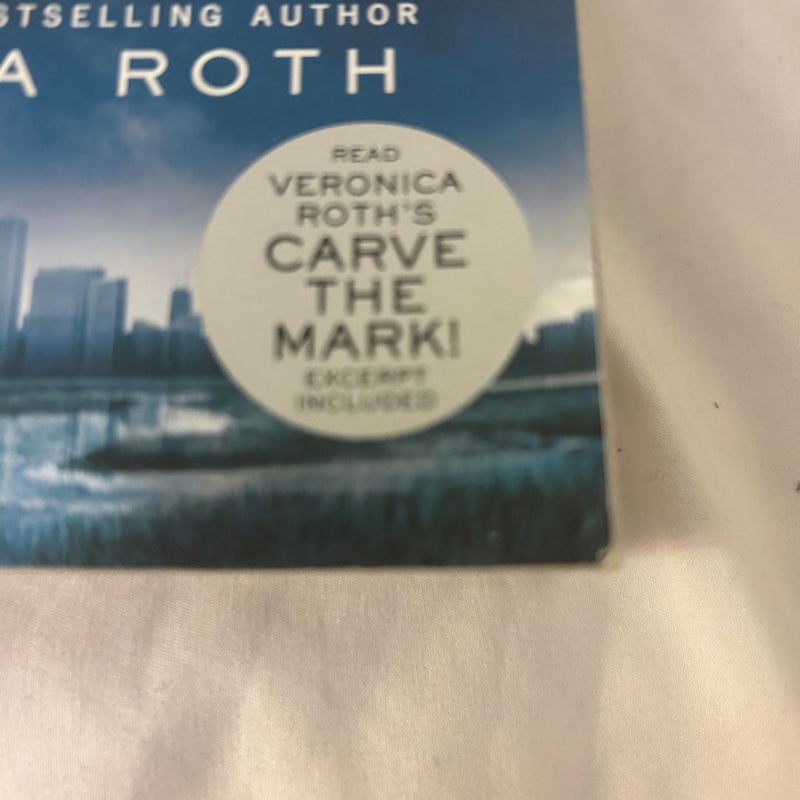 STSELLING AUTHOR
A ROTH
READ
VERONICA
ROTH'S
CARVE
THE
MARK!
EXCERPT
INCLUDED